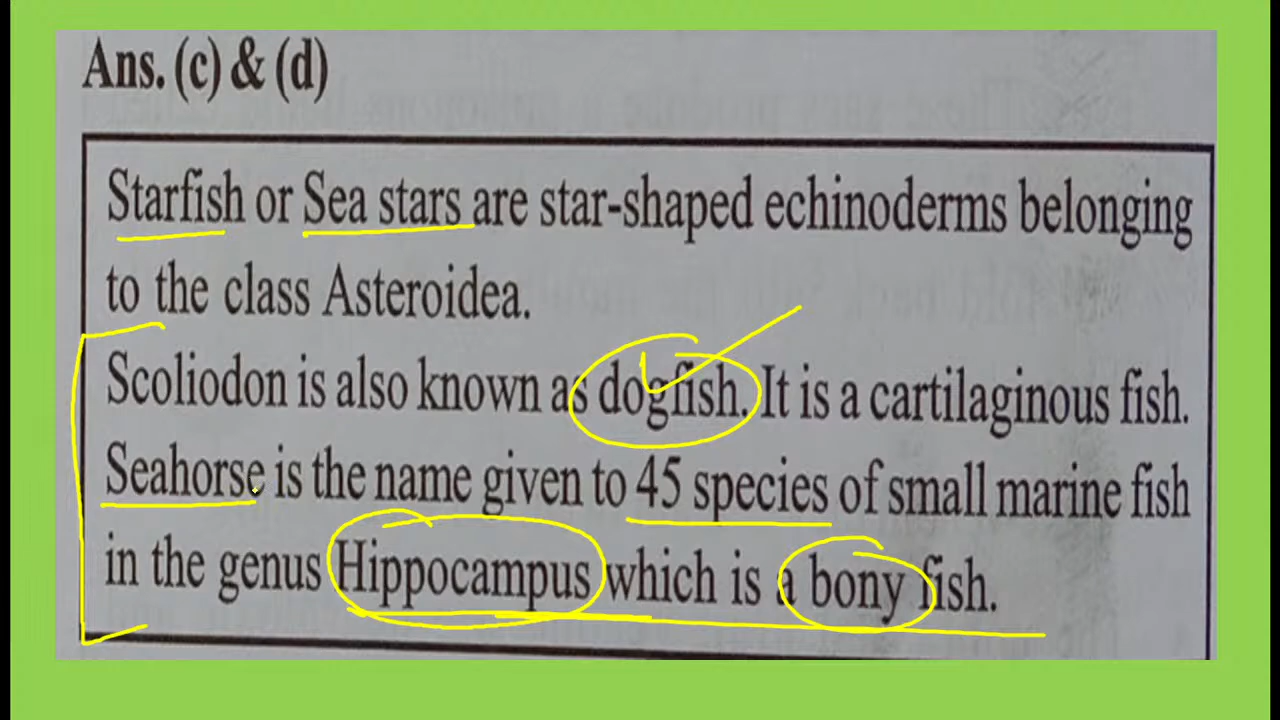 Ans. (c) & (d)
Starfish or Sea stars are star-shaped echinoderms belonging
to the class Asteroidea.
Scoliodon is also known as dogfish. It is a cartilaginous fish.
Seahorse is the name given to 45 species of small marine fish
in the genus Hippocampus which is a bony fish.